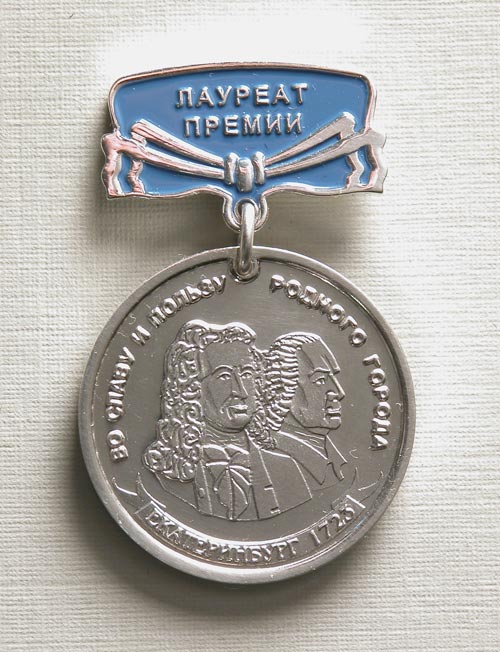 ЛАУРЕАТ
ПРЕМИИ
ВО СЛАВУ И ПОЛЬЗУ РОДНОГО ГОРОДА
ЕКАТЕРИНБУРГ 1723